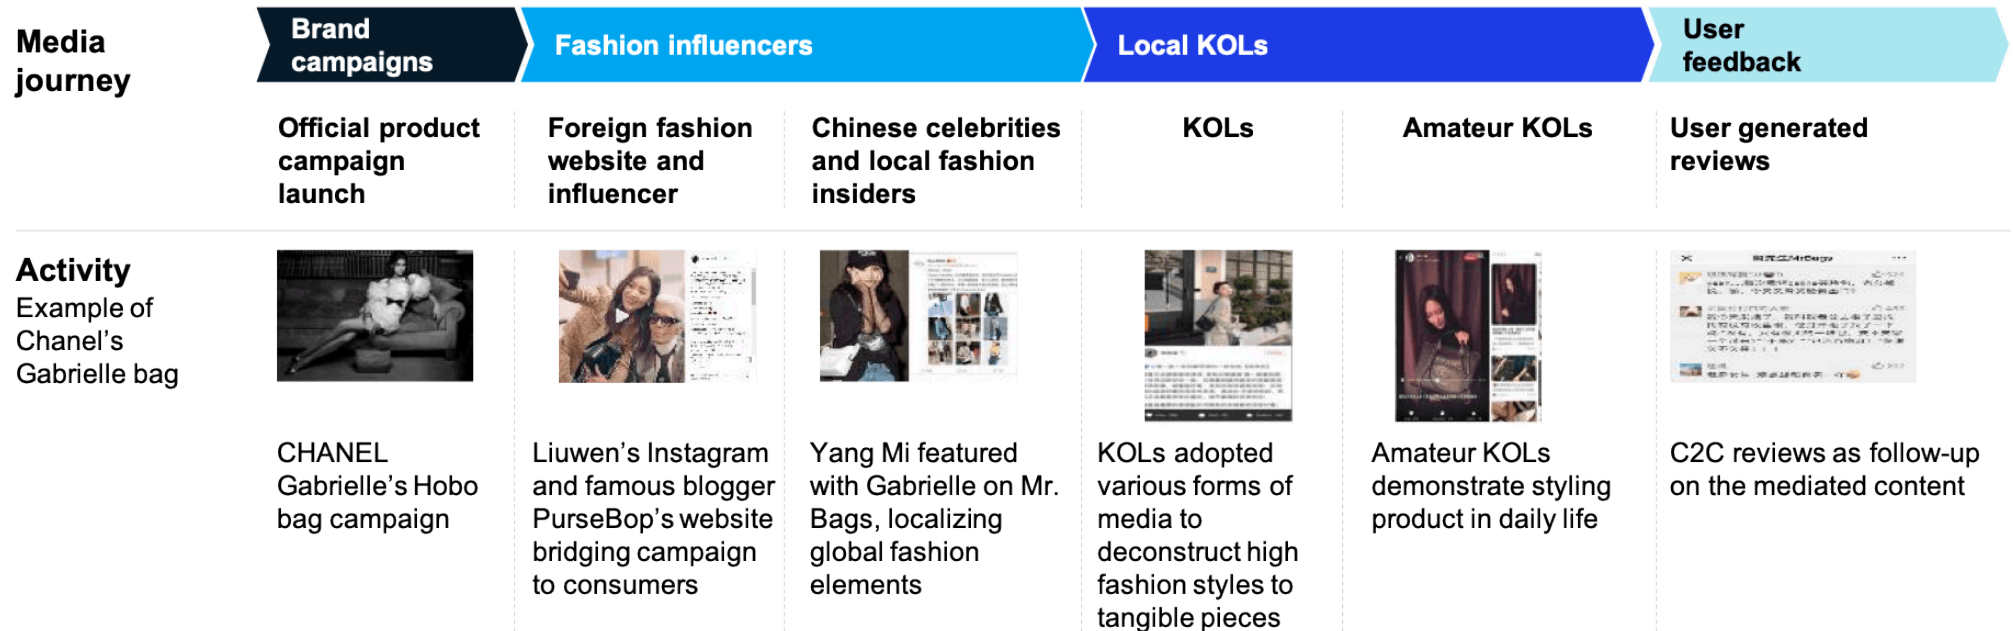 Media
journey
Brand
campaigns
Fashion influencers
Local KOLs
User
feedback
Official product
campaign
launch
Foreign fashion
website and
influencer
Chinese celebrities
and local fashion
insiders
KOLs
Amateur KOLs
User generated
reviews
Activity
Example of
Chanel's
Gabrielle bag
CHANEL
Gabrielle's Hobo
bag campaign
Liuwen's Instagram
and famous blogger
PurseBop's website
bridging campaign
to consumers
Yang Mi featured
with Gabrielle on Mr.
Bags, localizing
global fashion
elements
KOLs adopted
various forms of
media to
deconstruct high
fashion styles to
tangible pieces
Amateur KOLs
demonstrate styling
product in daily life
C2C reviews as follow-up
on the mediated content